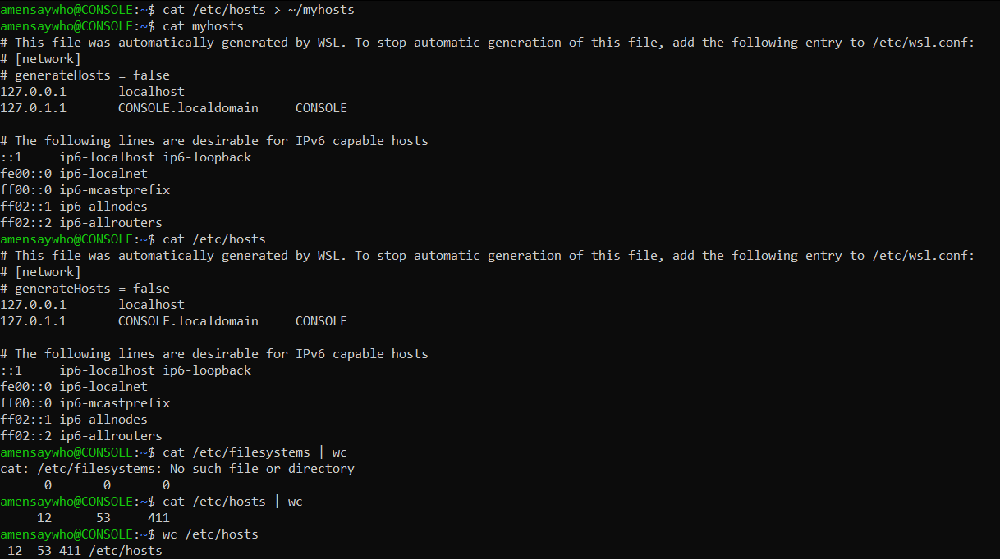 amensaywho@CONSOLE:~$ cat /etc/hosts > ~/myhosts
amensaywho@CONSOLE:~$ cat myhosts
# This file was automatically generated by WSL. To stop automatic generation of this file, add the following entry to /etc/wsl.conf:
# [network]
# generateHosts = false
127.0.0.1       localhost
127.0.1.1       CONSOLE.localdomain     CONSOLE

# The following lines are desirable for IPv6 capable hosts
::1     ip6-localhost ip6-loopback
fe00::0 ip6-localnet
ff00::0 ip6-mcastprefix
ff02::1 ip6-allnodes
ff02::2 ip6-allrouters
amensaywho@CONSOLE:~$ cat /etc/hosts
# This file was automatically generated by WSL. To stop automatic generation of this file, add the following entry to /etc/wsl.conf:
# [network]
# generateHosts = false
127.0.0.1       localhost
127.0.1.1       CONSOLE.localdomain     CONSOLE

# The following lines are desirable for IPv6 capable hosts
::1     ip6-localhost ip6-loopback
fe00::0 ip6-localnet
ff00::0 ip6-mcastprefix
ff02::1 ip6-allnodes
ff02::2 ip6-allrouters
amensaywho@CONSOLE:~$ cat /etc/filesystems | wc
cat: /etc/filesystems: No such file or directory
      0       0       0
amensaywho@CONSOLE:~$ cat /etc/hosts | wc
     12      53     411
amensaywho@CONSOLE:~$ wc /etc/hosts
 12  53 411 /etc/hosts